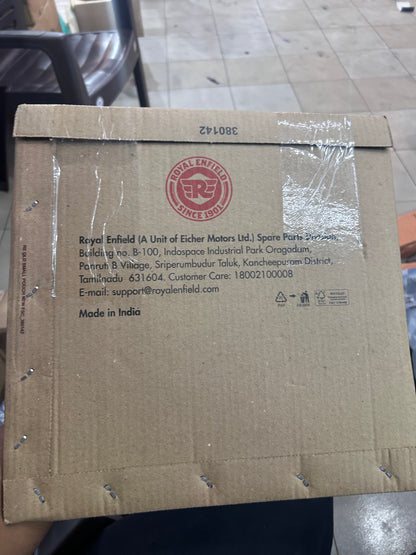 380142
ROYAL ENFIELD
R
SINCE 1901
Royal Enfield (A Unit of Eicher Motors Ltd.) Spare Parts Division,
Building no. B-100, Indospace Industrial Park Oragadum,
Panruti B Village, Sriperumbudur Taluk, Kancheepuram District,
Tamilnadu 631604. Customer Care: 18002100008
E-mail: support@royalenfield.com
Made in India